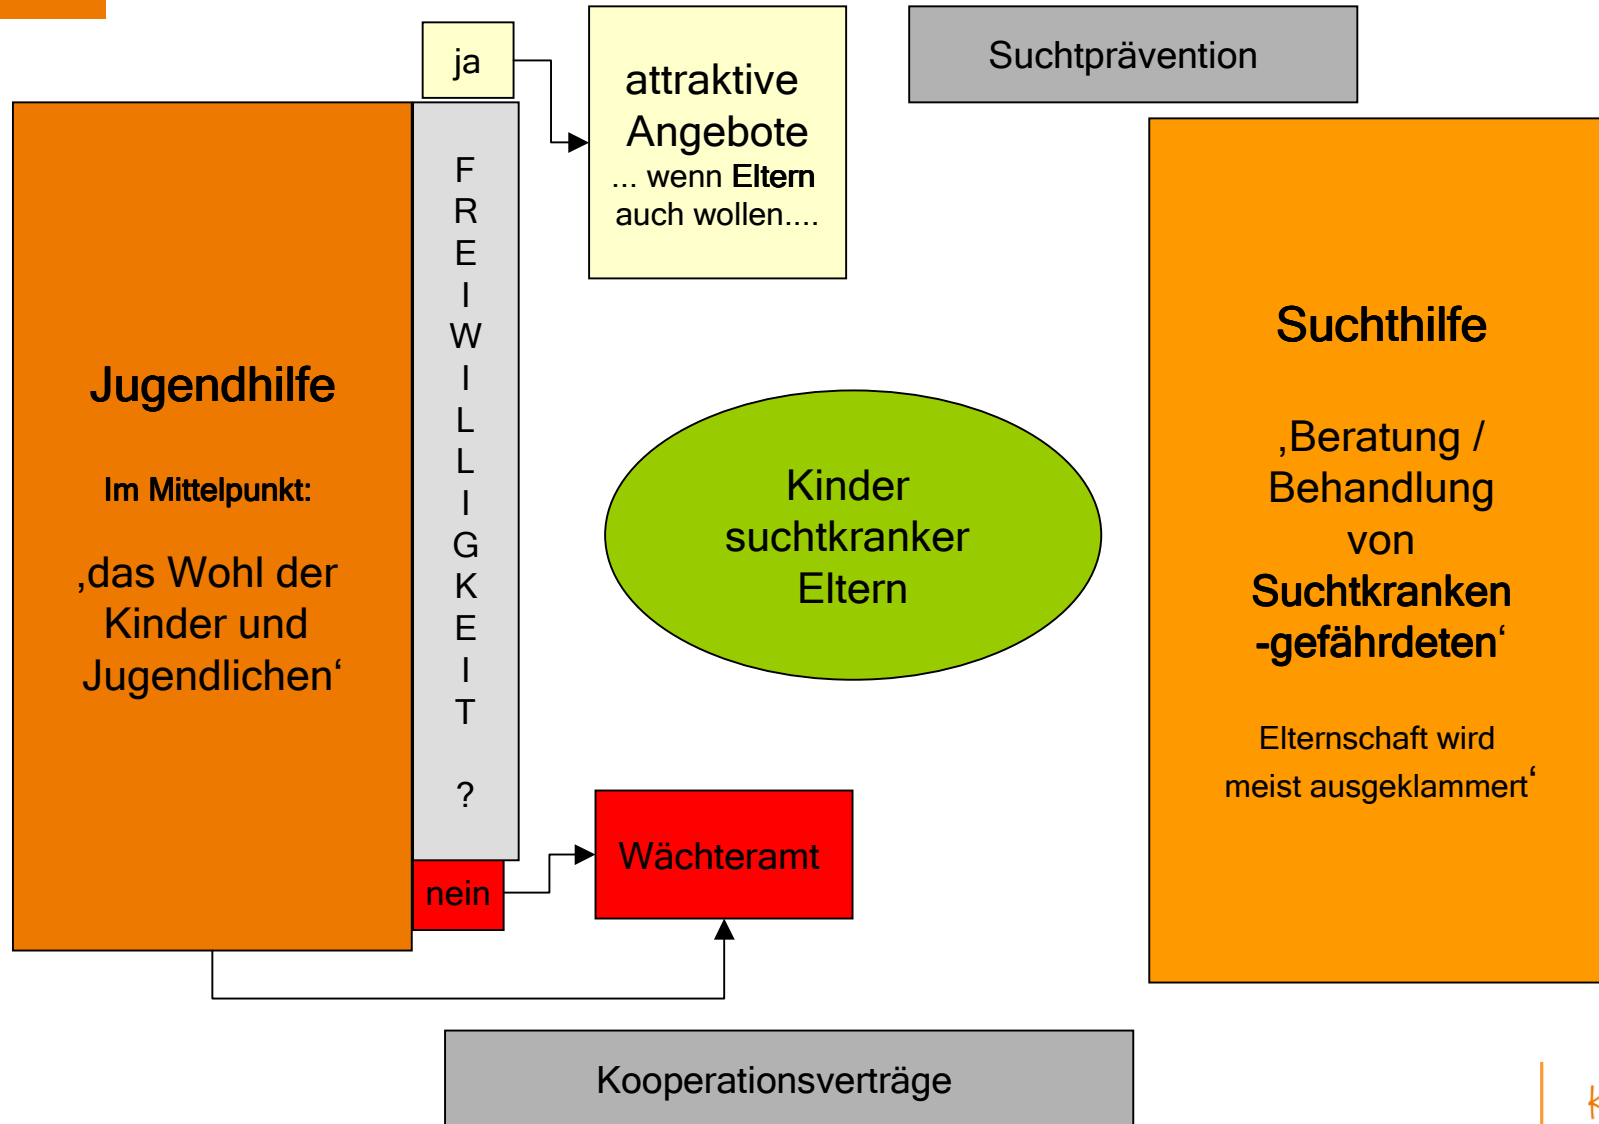 ja
attraktive
Angebote
... wenn Eltern
auch wollen....
Suchtprävention
Jugendhilfe
Im Mittelpunkt:
‚das Wohl der
Kinder und
Jugendlichen‘
F
R
E
I
W
I
L
L
I
G
K
E
I
T
?
nein
Kinder
suchtkranker
Eltern
Wächteramt
Suchthilfe
‚Beratung /
Behandlung
von
Suchtkranken
-gefährdeten‘
Elternschaft wird
meist ausgeklammert‘
Kooperationsverträge